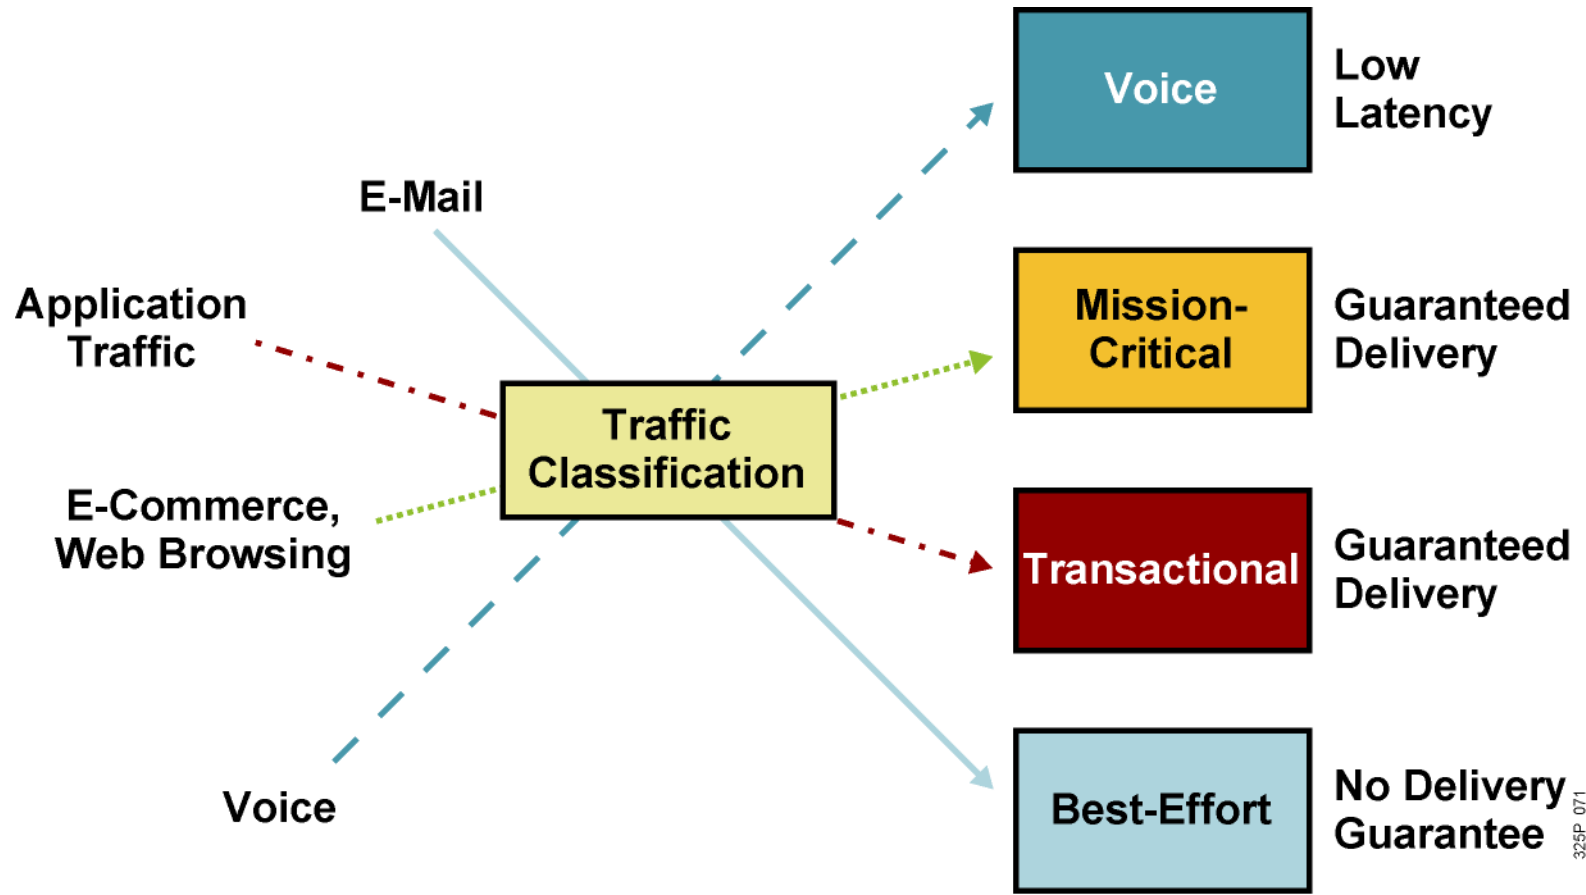 Voice
Low
Latency
E-Mail
Application
Traffic
Mission-
Critical
Guaranteed
Delivery
Traffic
Classification
E-Commerce,
Web Browsing
Transactional
Guaranteed
Delivery
Voice
Best-Effort
No Delivery
Guarantee
325P_071